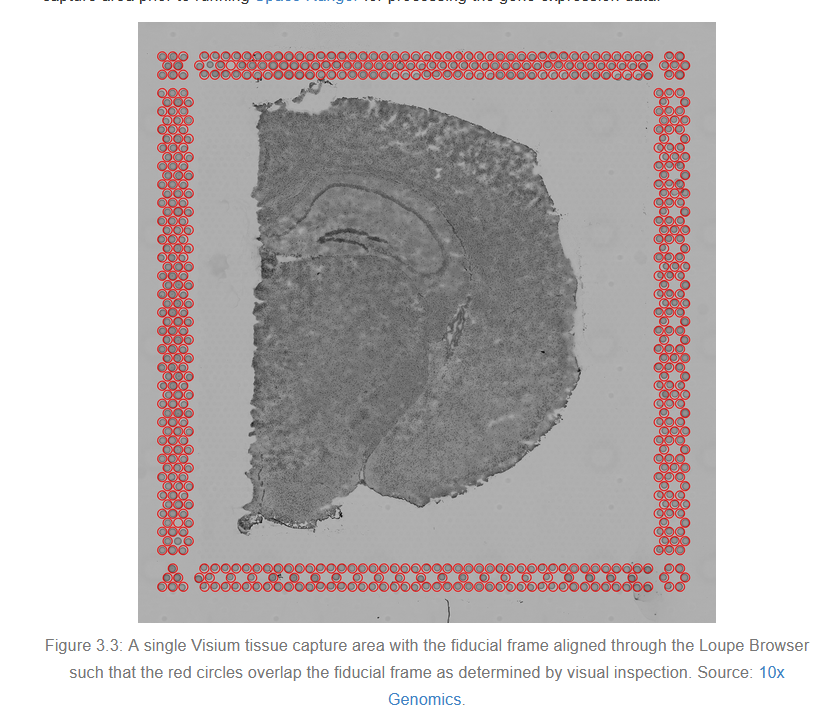 capture area prior to running Space Ranger for processing the gene expression data.
Figure 3.3: A single Visium tissue capture area with the fiducial frame aligned through the Loupe Browser
such that the red circles overlap the fiducial frame as determined by visual inspection. Source: 10x
Genomics.